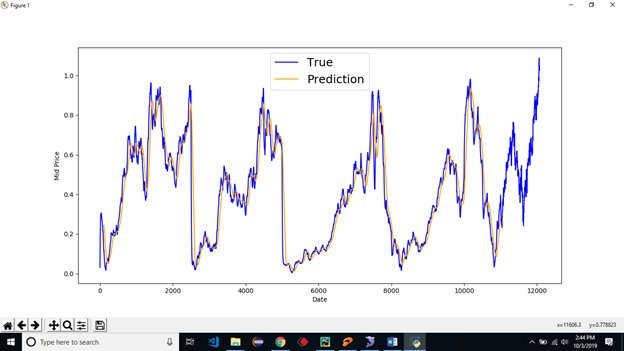 Figure 1
True
Prediction
Mid Price
1.0
0.8
0.6
0.4
0.2
0.0
0
2000
4000
6000
8000
10000
12000
Date
x=11606.3 y=0.778823
Type here to search
2:44 PM
10/3/2019